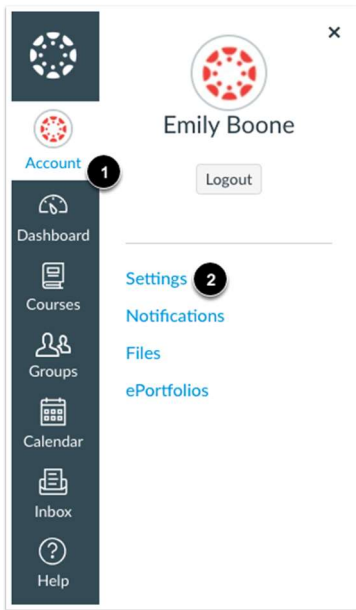 ×
Emily Boone
Account
1
Logout
Dashboard
Settings 2
Courses
Notifications
Files
Groups
ePortfolios
Calendar
Inbox
?
Help